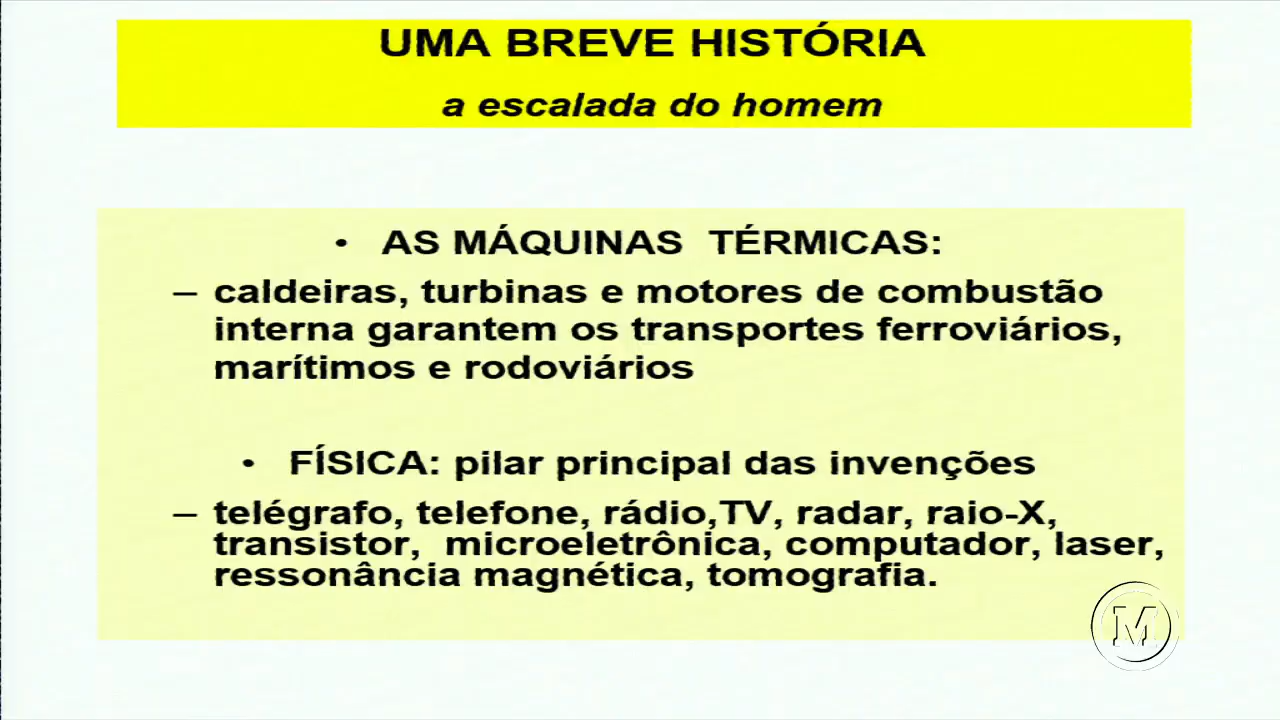 UMA BREVE HISTÓRIA
a escalada do homem
• AS MÁQUINAS TÉRMICAS:
– caldeiras, turbinas e motores de combustão
interna garantem os transportes ferroviários,
marítimos e rodoviários
• FÍSICA: pilar principal das invenções
– telégrafo, telefone, rádio,TV, radar, raio-X,
transistor, microeletrônica, computador, laser,
ressonância magnética, tomografia.
M